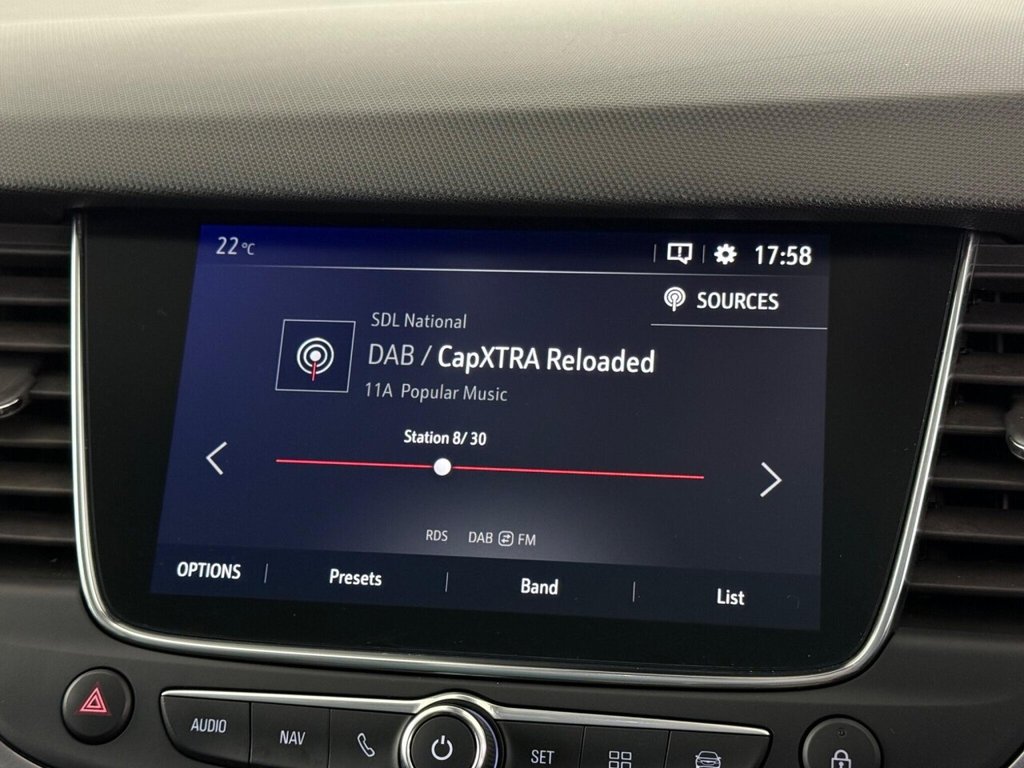 22 °C
17:58
SOURCES
SDL National
DAB / CapXTRA Reloaded
11A Popular Music
Station 8/ 30
RDS DAB FM
OPTIONS Presets Band List
AUDIO NAV SET